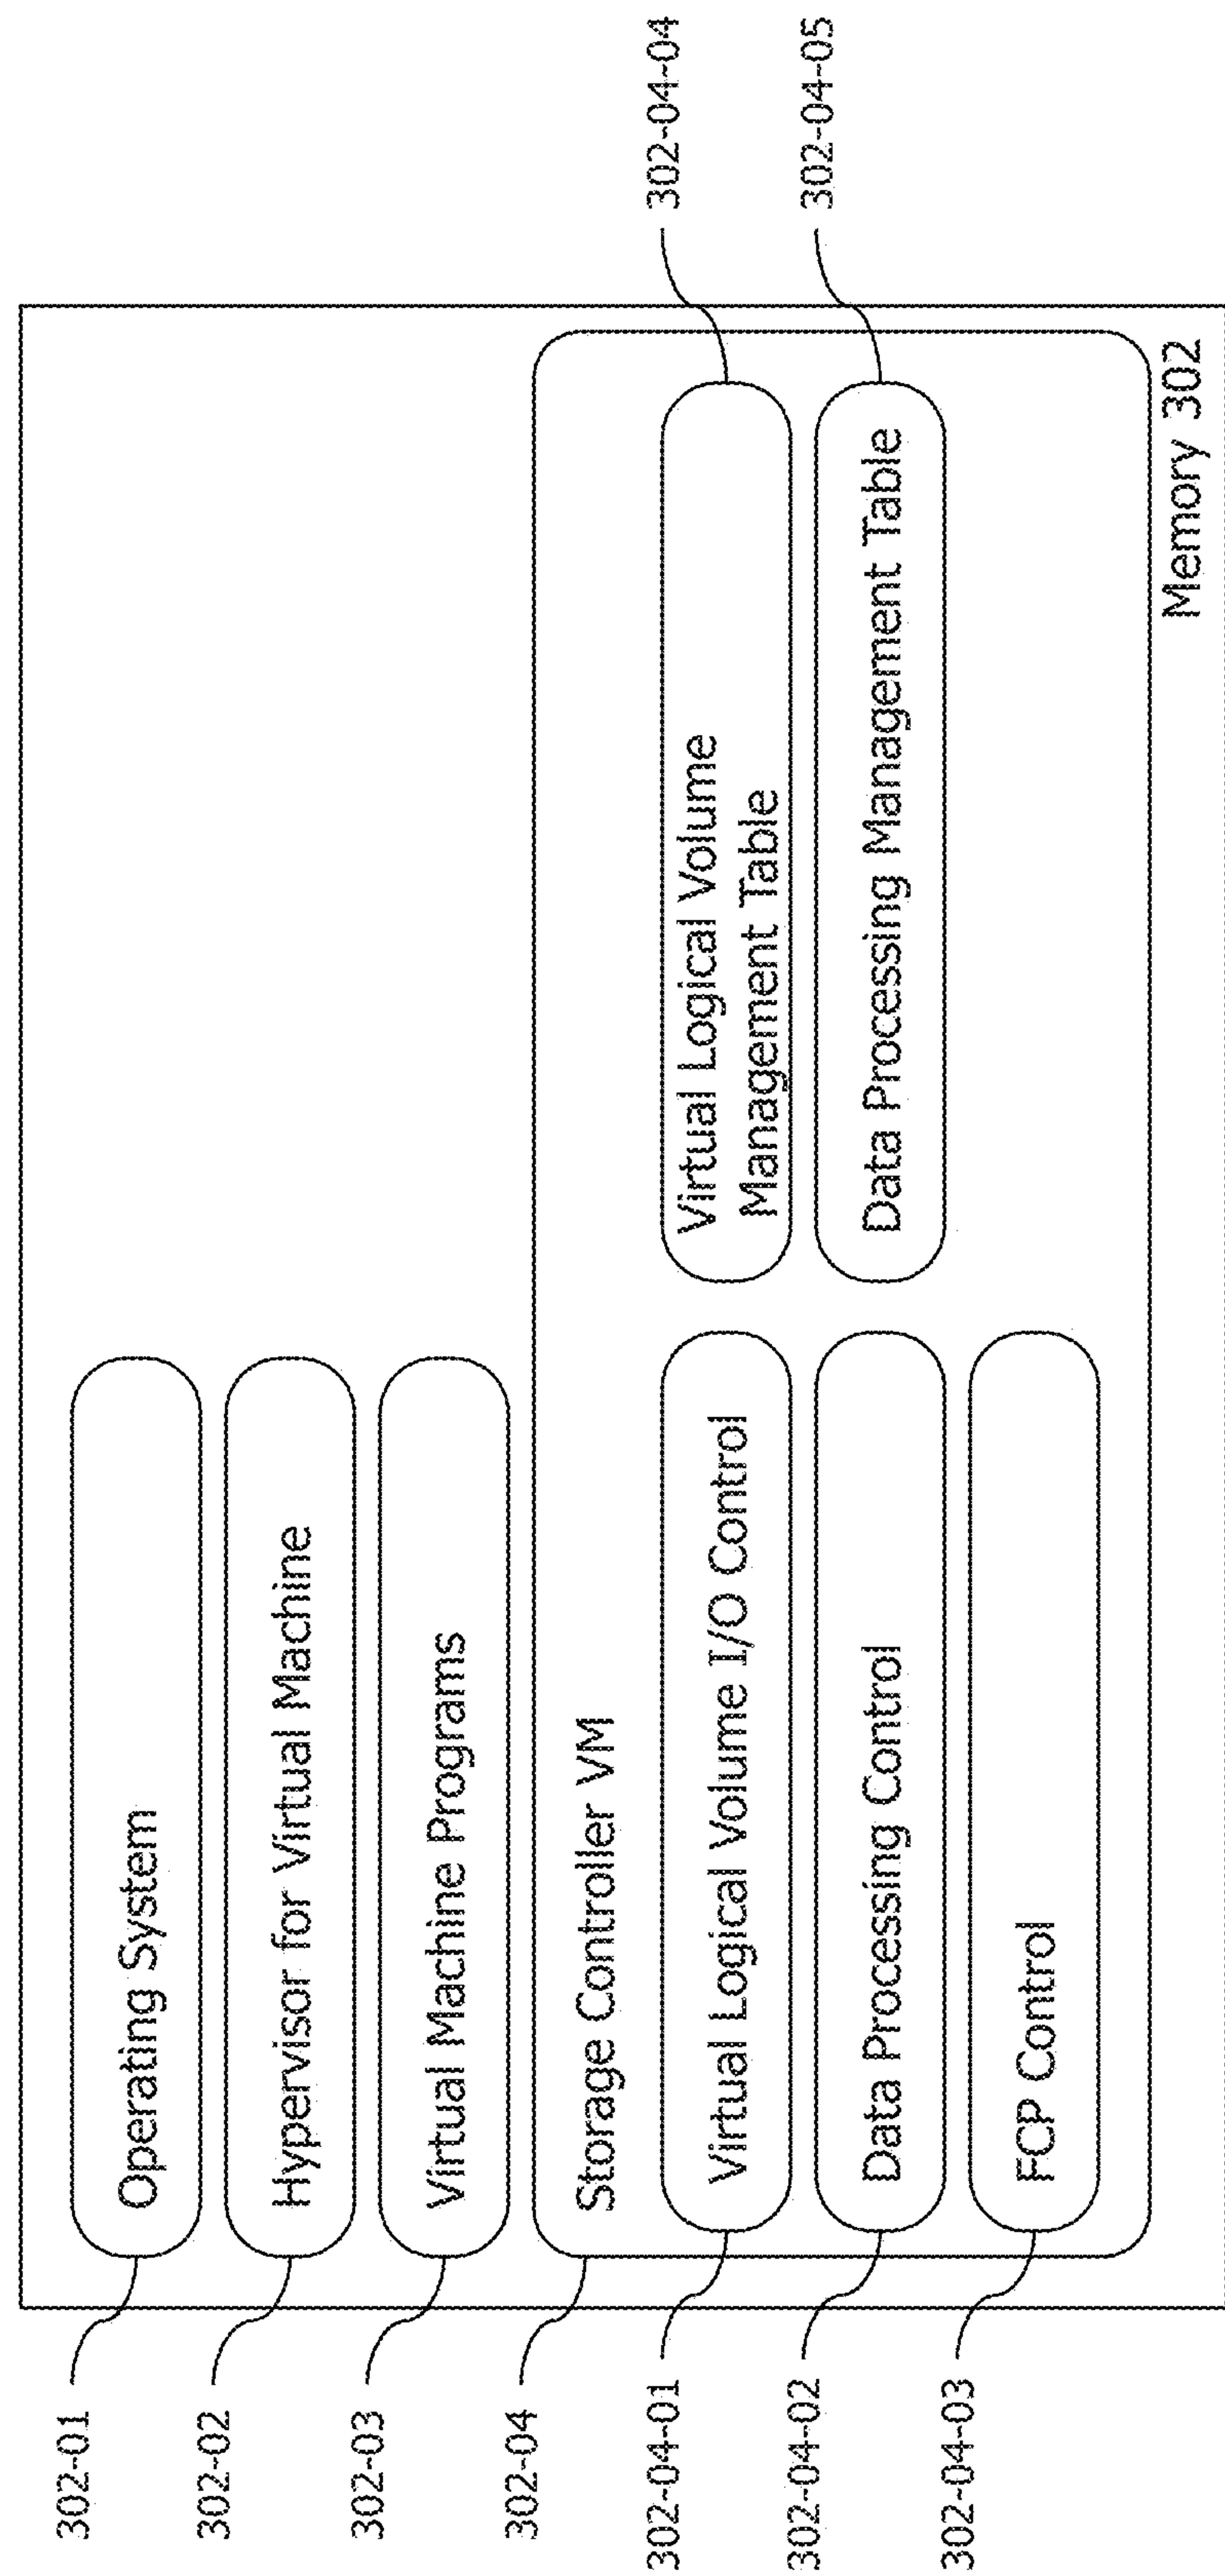 302-01
Operating System
302-02
Hypervisor for Virtual Machine
302-03
Virtual Machine Programs
302-04
Storage Controller VM
302-04-01
Virtual Logical Volume I/O Control
302-04-02
Data Processing Control
302-04-03
FCP Control
Virtual Logical Volume
Management Table
302-04-04
Data Processing Management Table
302-04-05
Memory 302